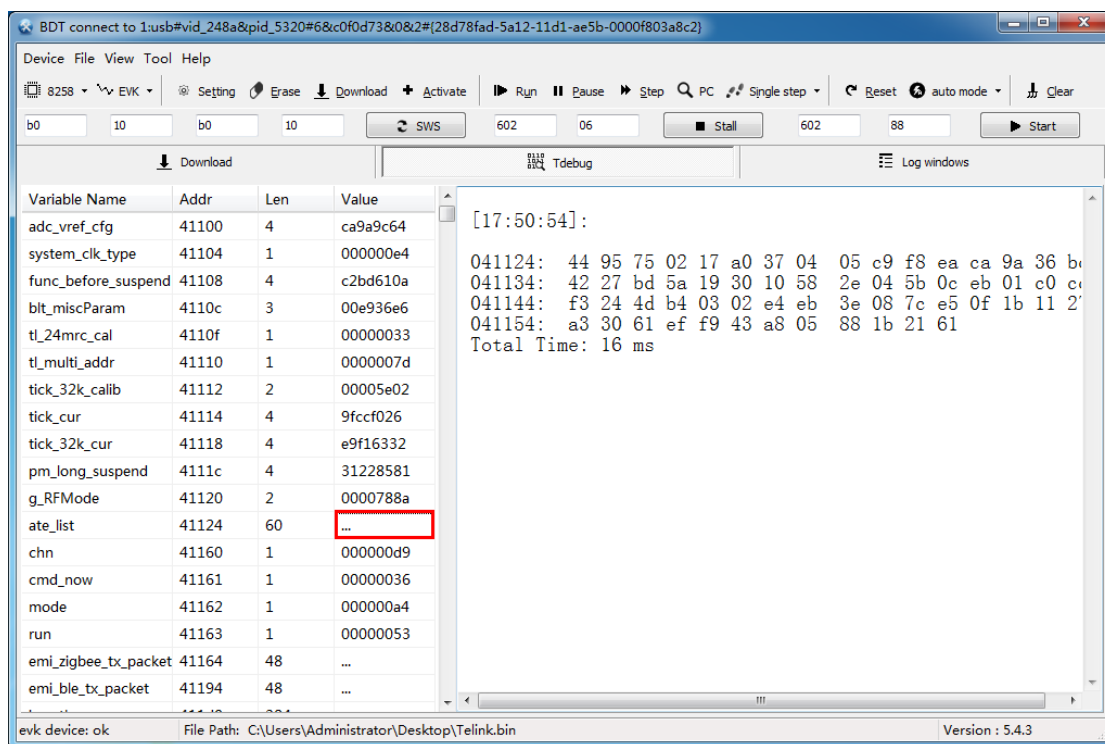 BDT connect to 1:usb#vid_248a&pid_5320#6&c0f0d73&0&2#{28d78fad-5a12-11d1-ae5b-0000f803a8c2}
Device File View Tool Help
8258 EVK Setting Erase Download Activate Run Pause Step PC Single step Reset auto mode Clear
b0 10 b0 10 SWS 602 06 Stall 602 88 Start
Download Tdebug Log windows
Variable Name Addr Len Value
adc_vref_cfg 41100 4 ca9a9c64
system_clk_type 41104 1 000000e4
func_before_suspend 41108 4 c2bd610a
blt_miscParam 4110c 3 00e936e6
tl_24mrc_cal 4110f 1 00000033
tl_multi_addr 41110 1 0000007d
tick_32k_calib 41112 2 00005e02
tick_cur 41114 4 9fccf026
tick_32k_cur 41118 4 e9f16332
pm_long_suspend 4111c 4 31228581
g_RFMode 41120 2 0000788a
ate_list 41124 60 ...
chn 41160 1 000000d9
cmd_now 41161 1 00000036
mode 41162 1 000000a4
run 41163 1 00000053
emi_zigbee_tx_packet 41164 48 ...
emi_ble_tx_packet 41194 48 ...
[17:50:54]:
041124: 44 95 75 02 17 a0 37 04 05 c9 f8 ea ca 9a 36
041134: 42 27 bd 5a 19 30 10 58 2e 04 5b 0c eb 01 c0
041144: f3 24 4d b4 03 02 e4 eb 3e 08 7c e5 0f 1b 11
041154: a3 30 61 ef f9 43 a8 05 88 1b 21 61
Total Time: 16 ms
evk device: ok File Path: C:\Users\Administrator\Desktop\Telink.bin Version : 5.4.3